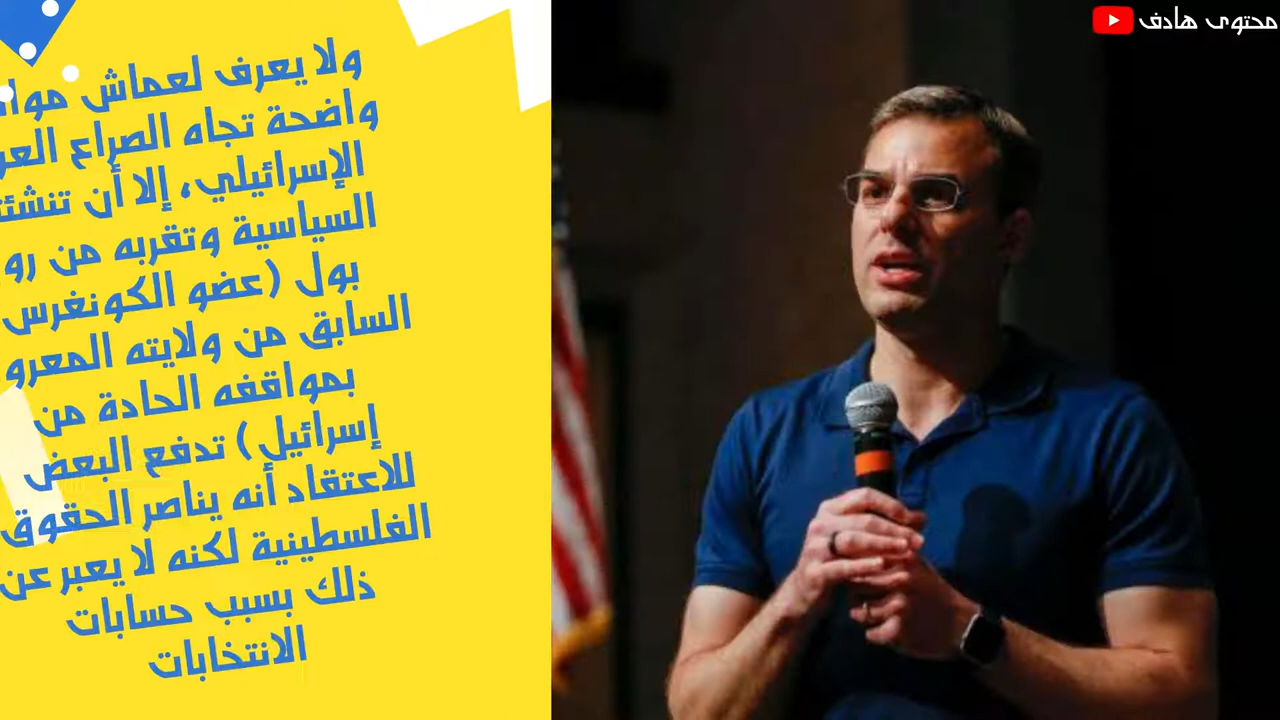 محتوى هادف
ولا يعرف لعماش
واضحة تجاه الصراع
الإسرائيلي، إلا أن
السياسية وتقربه من
بول (عضو الكونغرس
السابق من ولايته
بمواقفه الحادة من
إسرائيل) تدفع البعض
للاعتقاد أنه يناصر الحقوق
الفلسطينية لكنه لا يعبر عن
ذلك بسبب حسابات
الانتخابات